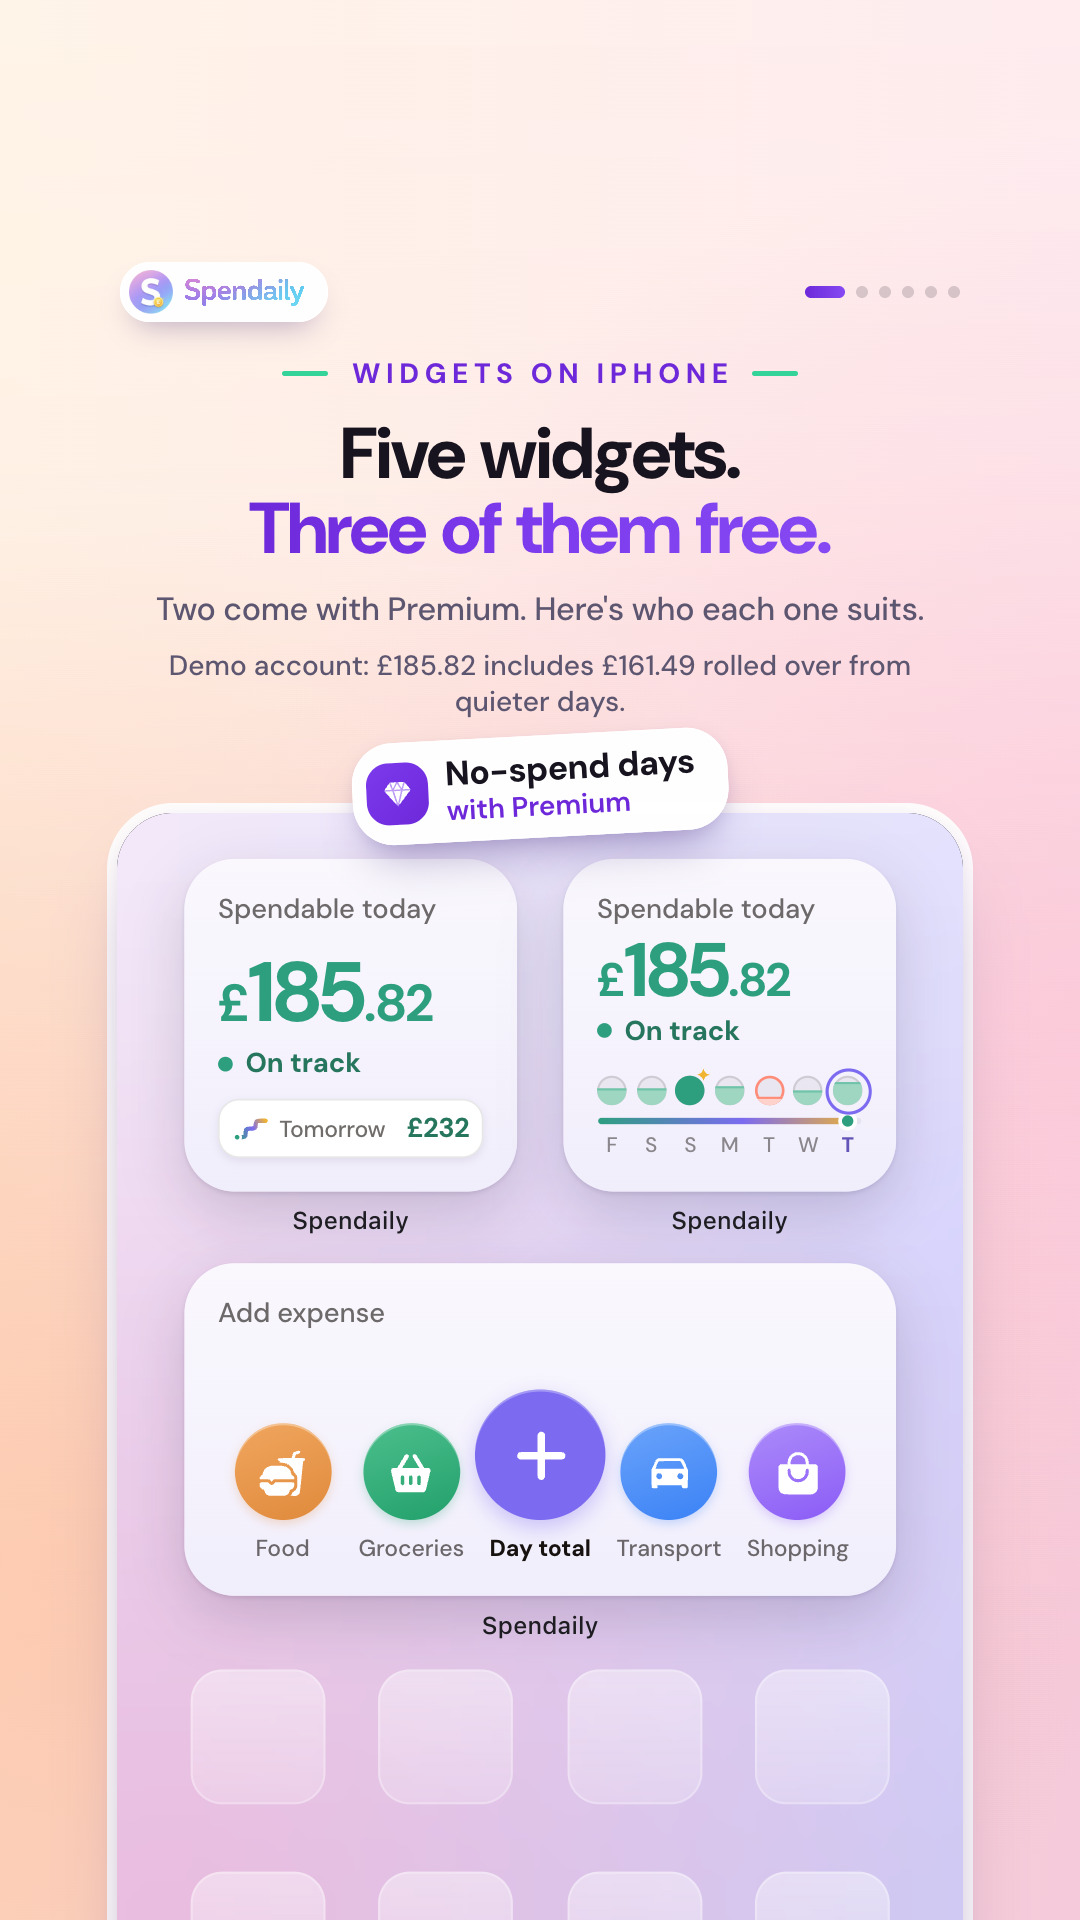 Spendaily
WIDGETS ON IPHONE
Five widgets.
Three of them free.
Two come with Premium. Here's who each one suits.
Demo account: £185.82 includes £161.49 rolled over from
quieter days.
No-spend days
with Premium
Spendable today
£185.82
On track
Tomorrow £232
Spendaily
Spendable today
£185.82
On track
F S S M T W T
Spendaily
Add expense
Food Groceries Day total Transport Shopping
Spendaily